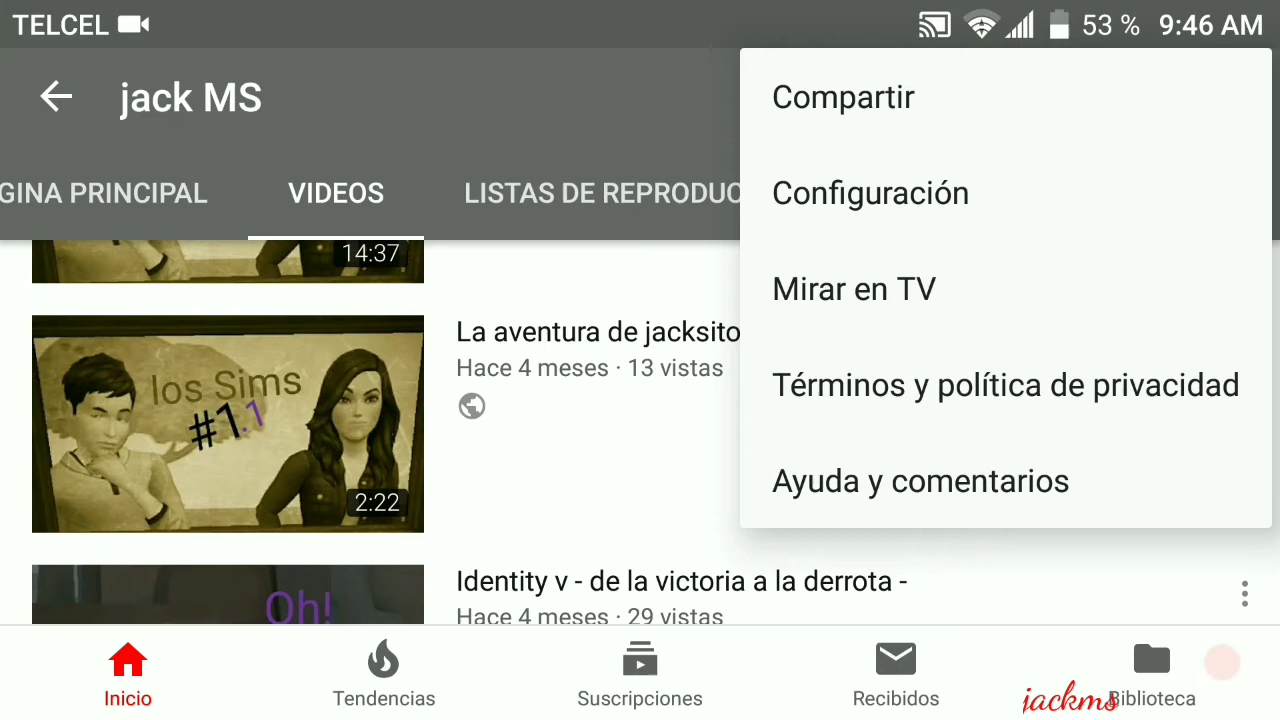 TELCEL 53 % 9:46 AM
jack MS
GINA PRINCIPAL VIDEOS LISTAS DE REPRODUC
Compartir
Configuración
Mirar en TV
Términos y política de privacidad
Ayuda y comentarios
14:37
los Sims
#1.1
2:22
La aventura de jacksito
Hace 4 meses · 13 vistas
Oh!
Identity v - de la victoria a la derrota -
Hace 4 meses · 29 vistas
Inicio Tendencias Suscripciones Recibidos Biblioteca
jackms